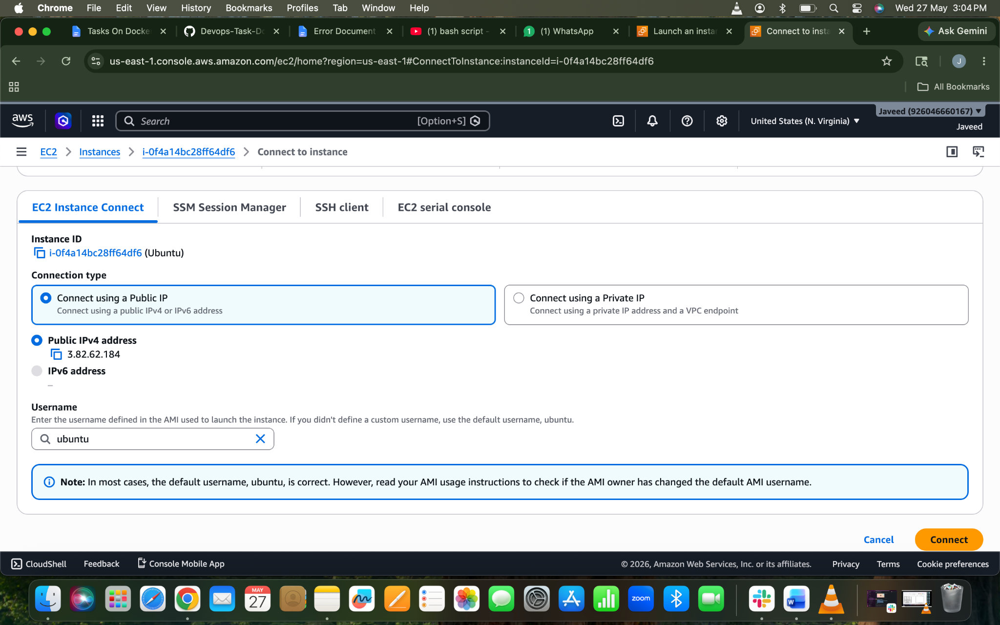 Chrome File Edit View History Bookmarks Profiles Tab Window Help Wed 27 May 3:04 PM
Tasks On Docke Devops-Task-Do Error Document (1) bash script - 1 (1) WhatsApp Launch an instan Connect to insta Ask Gemini
us-east-1.console.aws.amazon.com/ec2/home?region=us-east-1#ConnectToInstance:instanceId=i-0f4a14bc28ff64df6 J
All Bookmarks
aws Search [Option+S] United States (N. Virginia) Javeed (926046660167)
Javeed
EC2 Instances i-0f4a14bc28ff64df6 Connect to instance
EC2 Instance Connect SSM Session Manager SSH client EC2 serial console
Instance ID
i-0f4a14bc28ff64df6 (Ubuntu)
Connection type
Connect using a Public IP
Connect using a public IPv4 or IPv6 address
Connect using a Private IP
Connect using a private IP address and a VPC endpoint
Public IPv4 address
3.82.62.184
IPv6 address
–
Username
Enter the username defined in the AMI used to launch the instance. If you didn't define a custom username, use the default username, ubuntu.
ubuntu
Note: In most cases, the default username, ubuntu, is correct. However, read your AMI usage instructions to check if the AMI owner has changed the default AMI username.
Cancel Connect
CloudShell Feedback Console Mobile App © 2026, Amazon Web Services, Inc. or its affiliates. Privacy Terms Cookie preferences
MAY
27
zoom
W